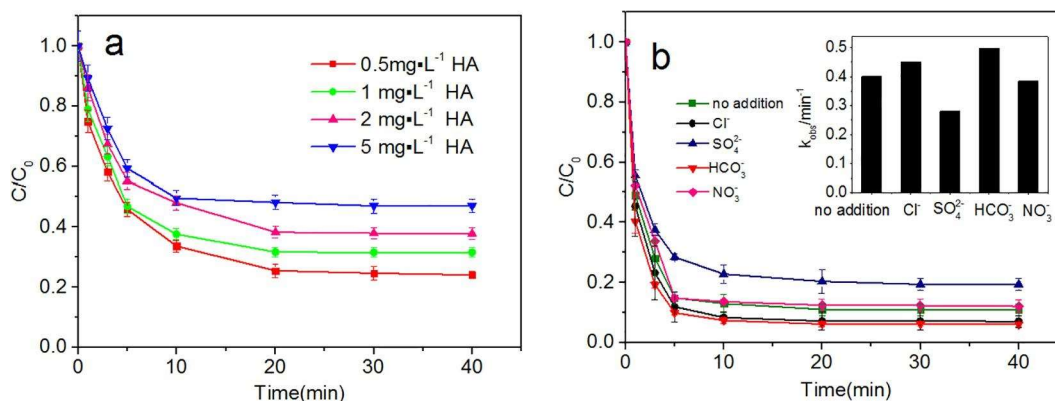 a
0.5mg▪L⁻¹ HA
1 mg▪L⁻¹ HA
2 mg▪L⁻¹ HA
5 mg▪L⁻¹ HA
1.0
0.8
0.6
0.4
0.2
0.0
C/C₀
0 10 20 30 40
Time(min)
b
no addition
Cl⁻
SO₄²⁻
HCO₃⁻
NO₃⁻
1.0
0.8
0.6
0.4
0.2
0.0
C/C₀
0 10 20 30 40
Time(min)
0.5
0.4
0.3
0.2
0.1
0.0
k_obs/min⁻¹
no addition Cl⁻ SO₄²⁻ HCO₃⁻ NO₃⁻